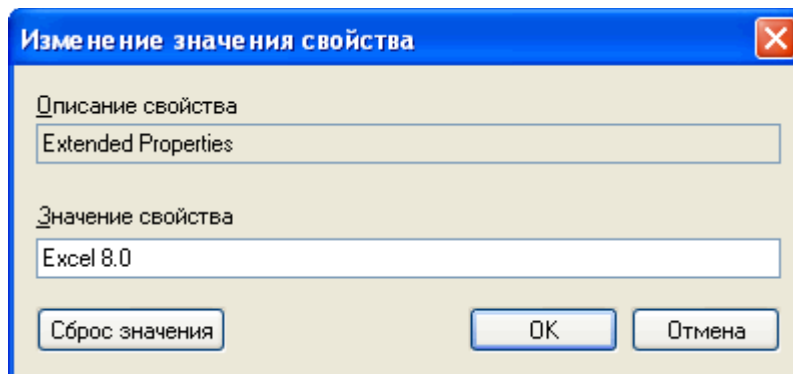 Изменение значения свойства
Описание свойства
Extended Properties
Значение свойства
Excel 8.0
Сброс значения OK Отмена